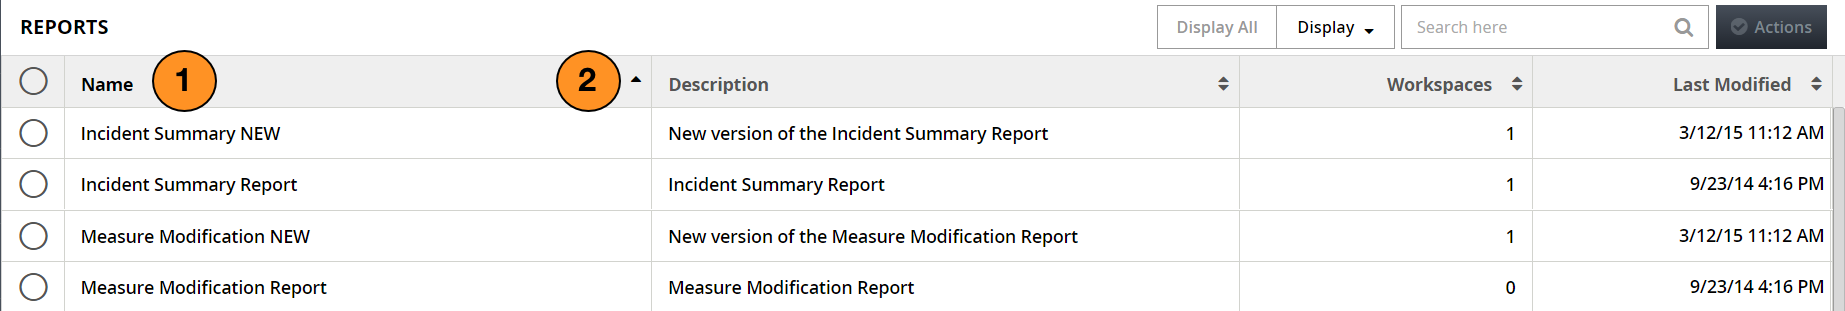 REPORTS Display All Display Search here Actions
Name 1 2 Description Workspaces Last Modified
Incident Summary NEW New version of the Incident Summary Report 1 3/12/15 11:12 AM
Incident Summary Report Incident Summary Report 1 9/23/14 4:16 PM
Measure Modification NEW New version of the Measure Modification Report 1 3/12/15 11:12 AM
Measure Modification Report Measure Modification Report 0 9/23/14 4:16 PM